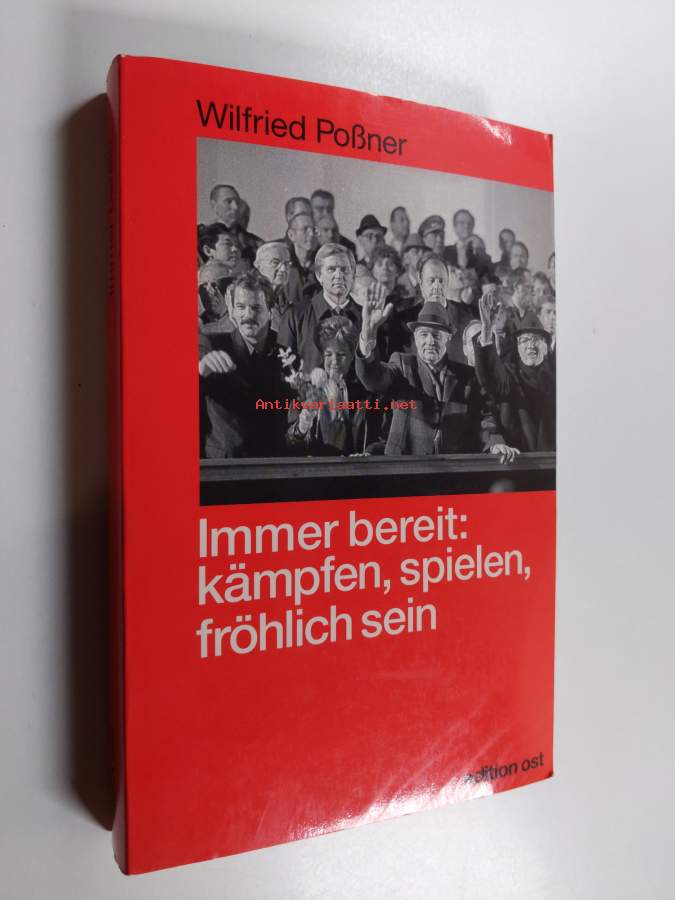 Wilfried Poßner
Antikvariaatti.net
Immer bereit:
kämpfen, spielen,
fröhlich sein
edition ost